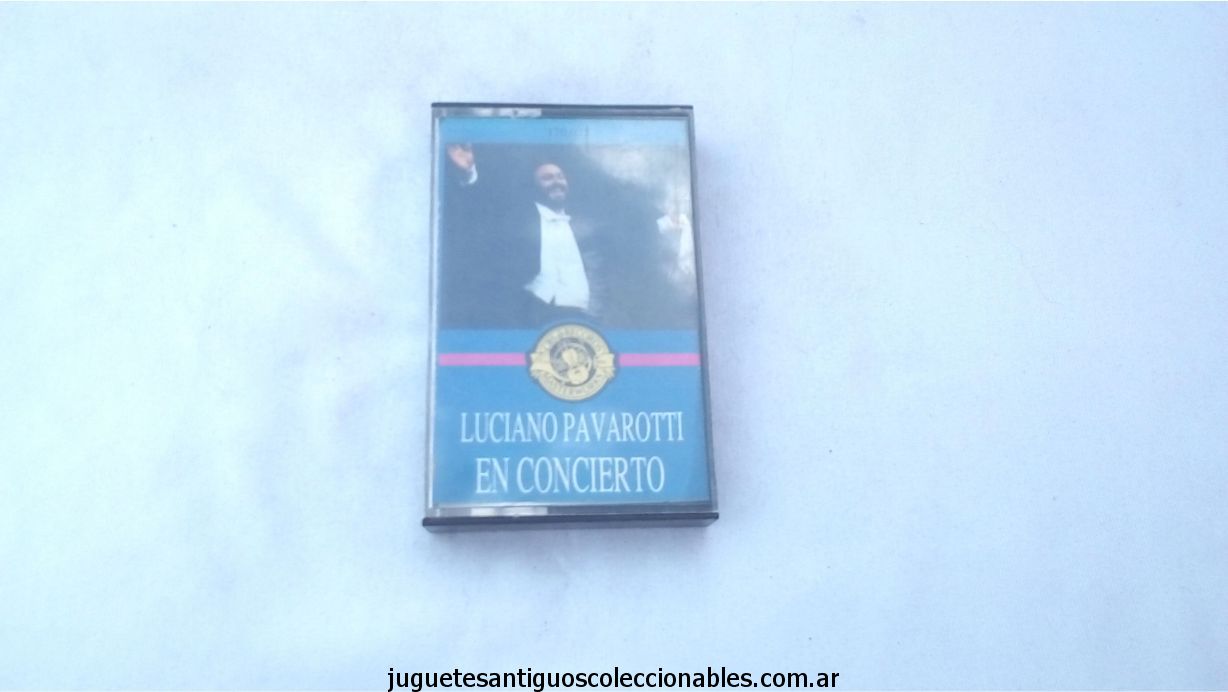 LUCIANO PAVAROTTI
EN CONCIERTO
juguetesantiguoscoleccionables.com.ar